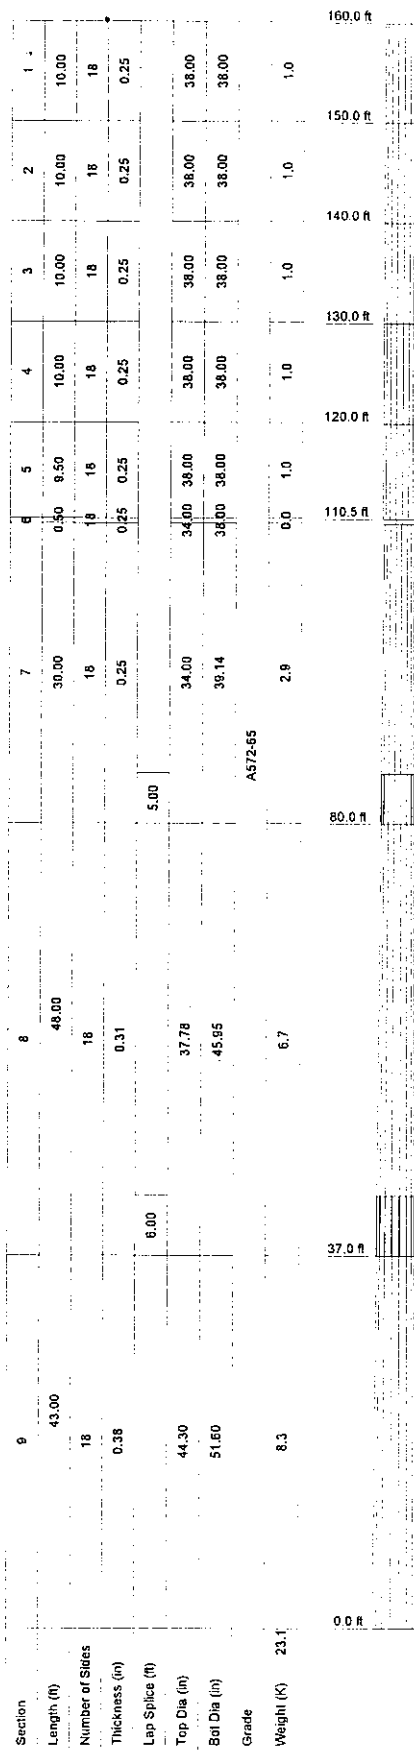 Section 9 8 7 6 5 4 3 2 1
Length (ft) 43.00 48.00 30.00 0.50 9.50 10.00 10.00 10.00 10.00
Number of Sides 18 18 18 18 18 18 18 18 18
Thickness (in) 0.38 0.31 0.25 0.25 0.25 0.25 0.25 0.25 0.25
Lap Splice (ft) 6.00 5.00
Top Dia (in) 44.30 37.78 34.00 34.00 38.00 38.00 38.00 38.00 38.00
Bot Dia (in) 51.60 45.95 39.14 38.00 38.00 38.00 38.00 38.00 38.00
Grade A572-65
Weight (K) 23.1 8.3 6.7 2.9 0.0 1.0 1.0 1.0 1.0 1.0
160.0 ft
150.0 ft
140.0 ft
130.0 ft
120.0 ft
110.5 ft
80.0 ft
37.0 ft
0.0 ft